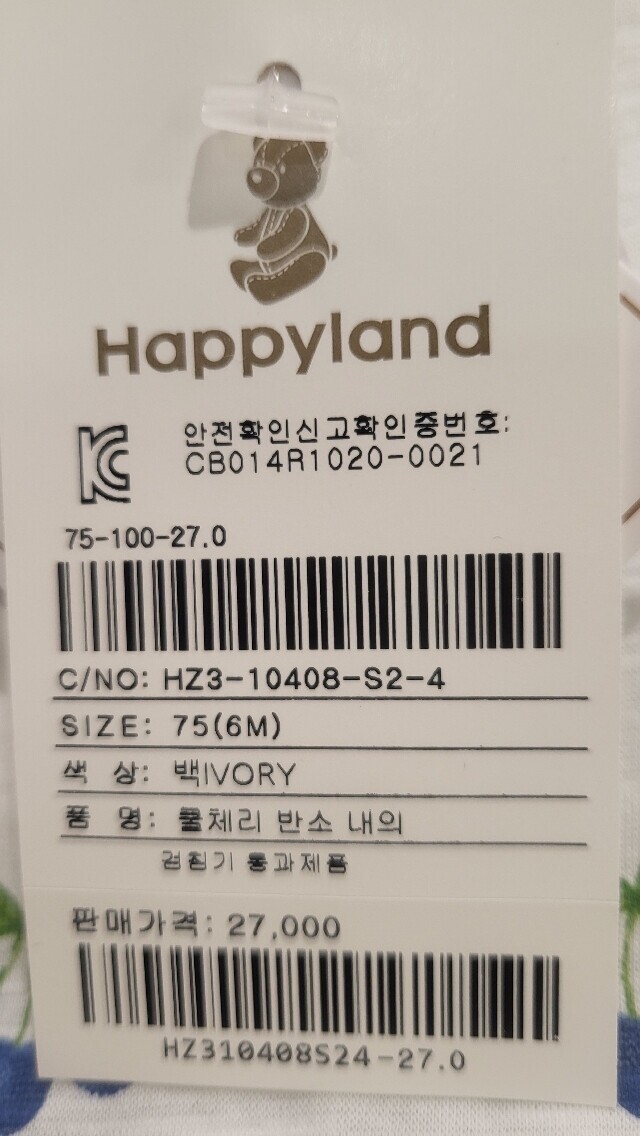 Happyland
안전확인신고확인증번호:
CB014R1020-0021
75-100-27.0
C/NO: HZ3-10408-S2-4
SIZE: 75(6M)
색 상: 백IVORY
품 명: 쿨체리 반소 내의
검침기 통과제품
판매가격: 27,000
HZ310408S24-27.0